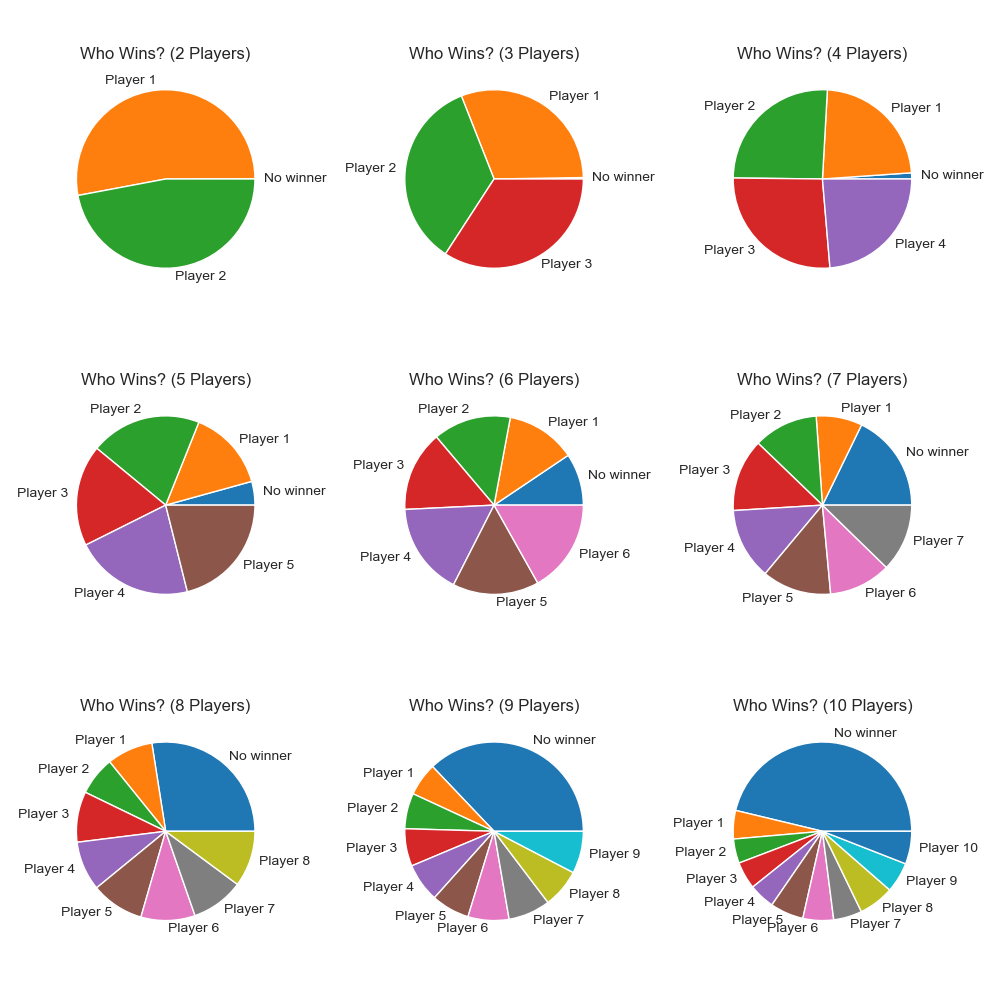 Who Wins? (2 Players)
Player 1
No winner
Player 2
Who Wins? (3 Players)
Player 1
Player 2
No winner
Player 3
Who Wins? (4 Players)
Player 2
Player 1
No winner
Player 3
Player 4
Who Wins? (5 Players)
Player 2
Player 1
Player 3
No winner
Player 5
Player 4
Who Wins? (6 Players)
Player 2
Player 1
Player 3
No winner
Player 4
Player 6
Player 5
Who Wins? (7 Players)
Player 1
Player 2
No winner
Player 3
Player 7
Player 4
Player 6
Player 5
Who Wins? (8 Players)
Player 1
No winner
Player 2
Player 3
Player 8
Player 4
Player 7
Player 5
Player 6
Who Wins? (9 Players)
No winner
Player 1
Player 2
Player 3
Player 9
Player 4
Player 8
Player 5
Player 7
Player 6
Who Wins? (10 Players)
No winner
Player 1
Player 10
Player 2
Player 3
Player 9
Player 4
Player 8
Player 5
Player 7
Player 6